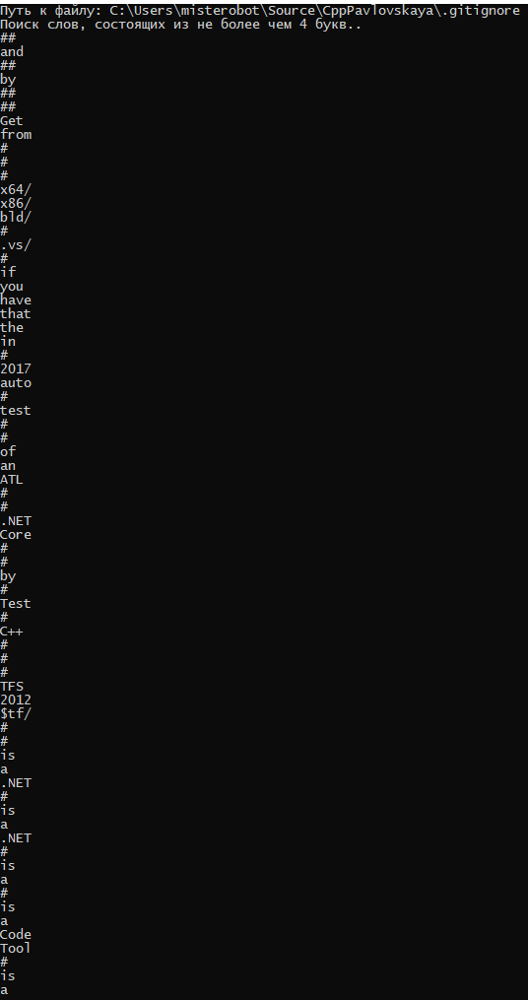 Путь к файлу: C:\Users\misterobot\Source\CppPavlovskaya\.gitignore
Поиск слов, состоящих из не более чем 4 букв..
##
and
##
by
##
##
Get
from
#
#
#
x64/
x86/
bld/
#
.vs/
#
if
you
have
that
the
in
#
2017
auto
#
test
#
#
of
an
ATL
#
#
.NET
Core
#
#
by
#
Test
#
C++
#
#
#
TFS
2012
$tf/
#
#
is
a
.NET
#
is
a
.NET
#
is
a
#
is
a
Code
Tool
#
is
a